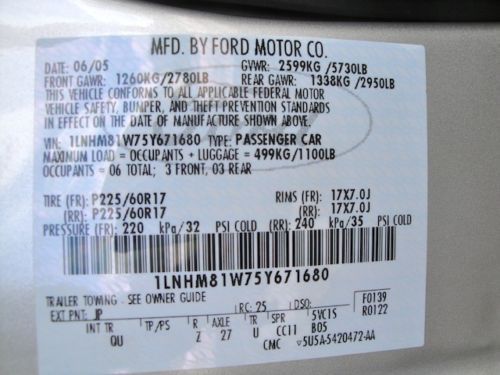 MFD. BY FORD MOTOR CO.
DATE: 06/05 GVWR: 2599KG /5730LB
FRONT GAWR: 1260KG/2780LB REAR GAWR: 1338KG /2950LB
THIS VEHICLE CONFORMS TO ALL APPLICABLE FEDERAL MOTOR
VEHICLE SAFETY, BUMPER, AND THEFT PREVENTION STANDARDS
IN EFFECT ON THE DATE OF MANUFACTURE SHOWN ABOVE.
VIN: 1LNHM81W75Y671680 TYPE: PASSENGER CAR
MAXIMUM LOAD = OCCUPANTS + LUGGAGE = 499KG/1100LB
OCCUPANTS = 06 TOTAL; 3 FRONT, 03 REAR
TIRE (FR): P225/60R17 RIMS (FR): 17X7.0J
(RR): P225/60R17 (RR): 17X7.0J
PRESSURE (FR): 220 kPa/32 PSI COLD (RR): 240 kPa/35 PSI COLD
1LNHM81W75Y671680
TRAILER TOWING - SEE OWNER GUIDE
EXT PNT: JP RC: 25 DSO: F0139
R0122
INT TR TP/PS R AXLE TR SPR 5YC15
QU Z 27 U CC11 B05
CMC 5U5A-5420472-AA